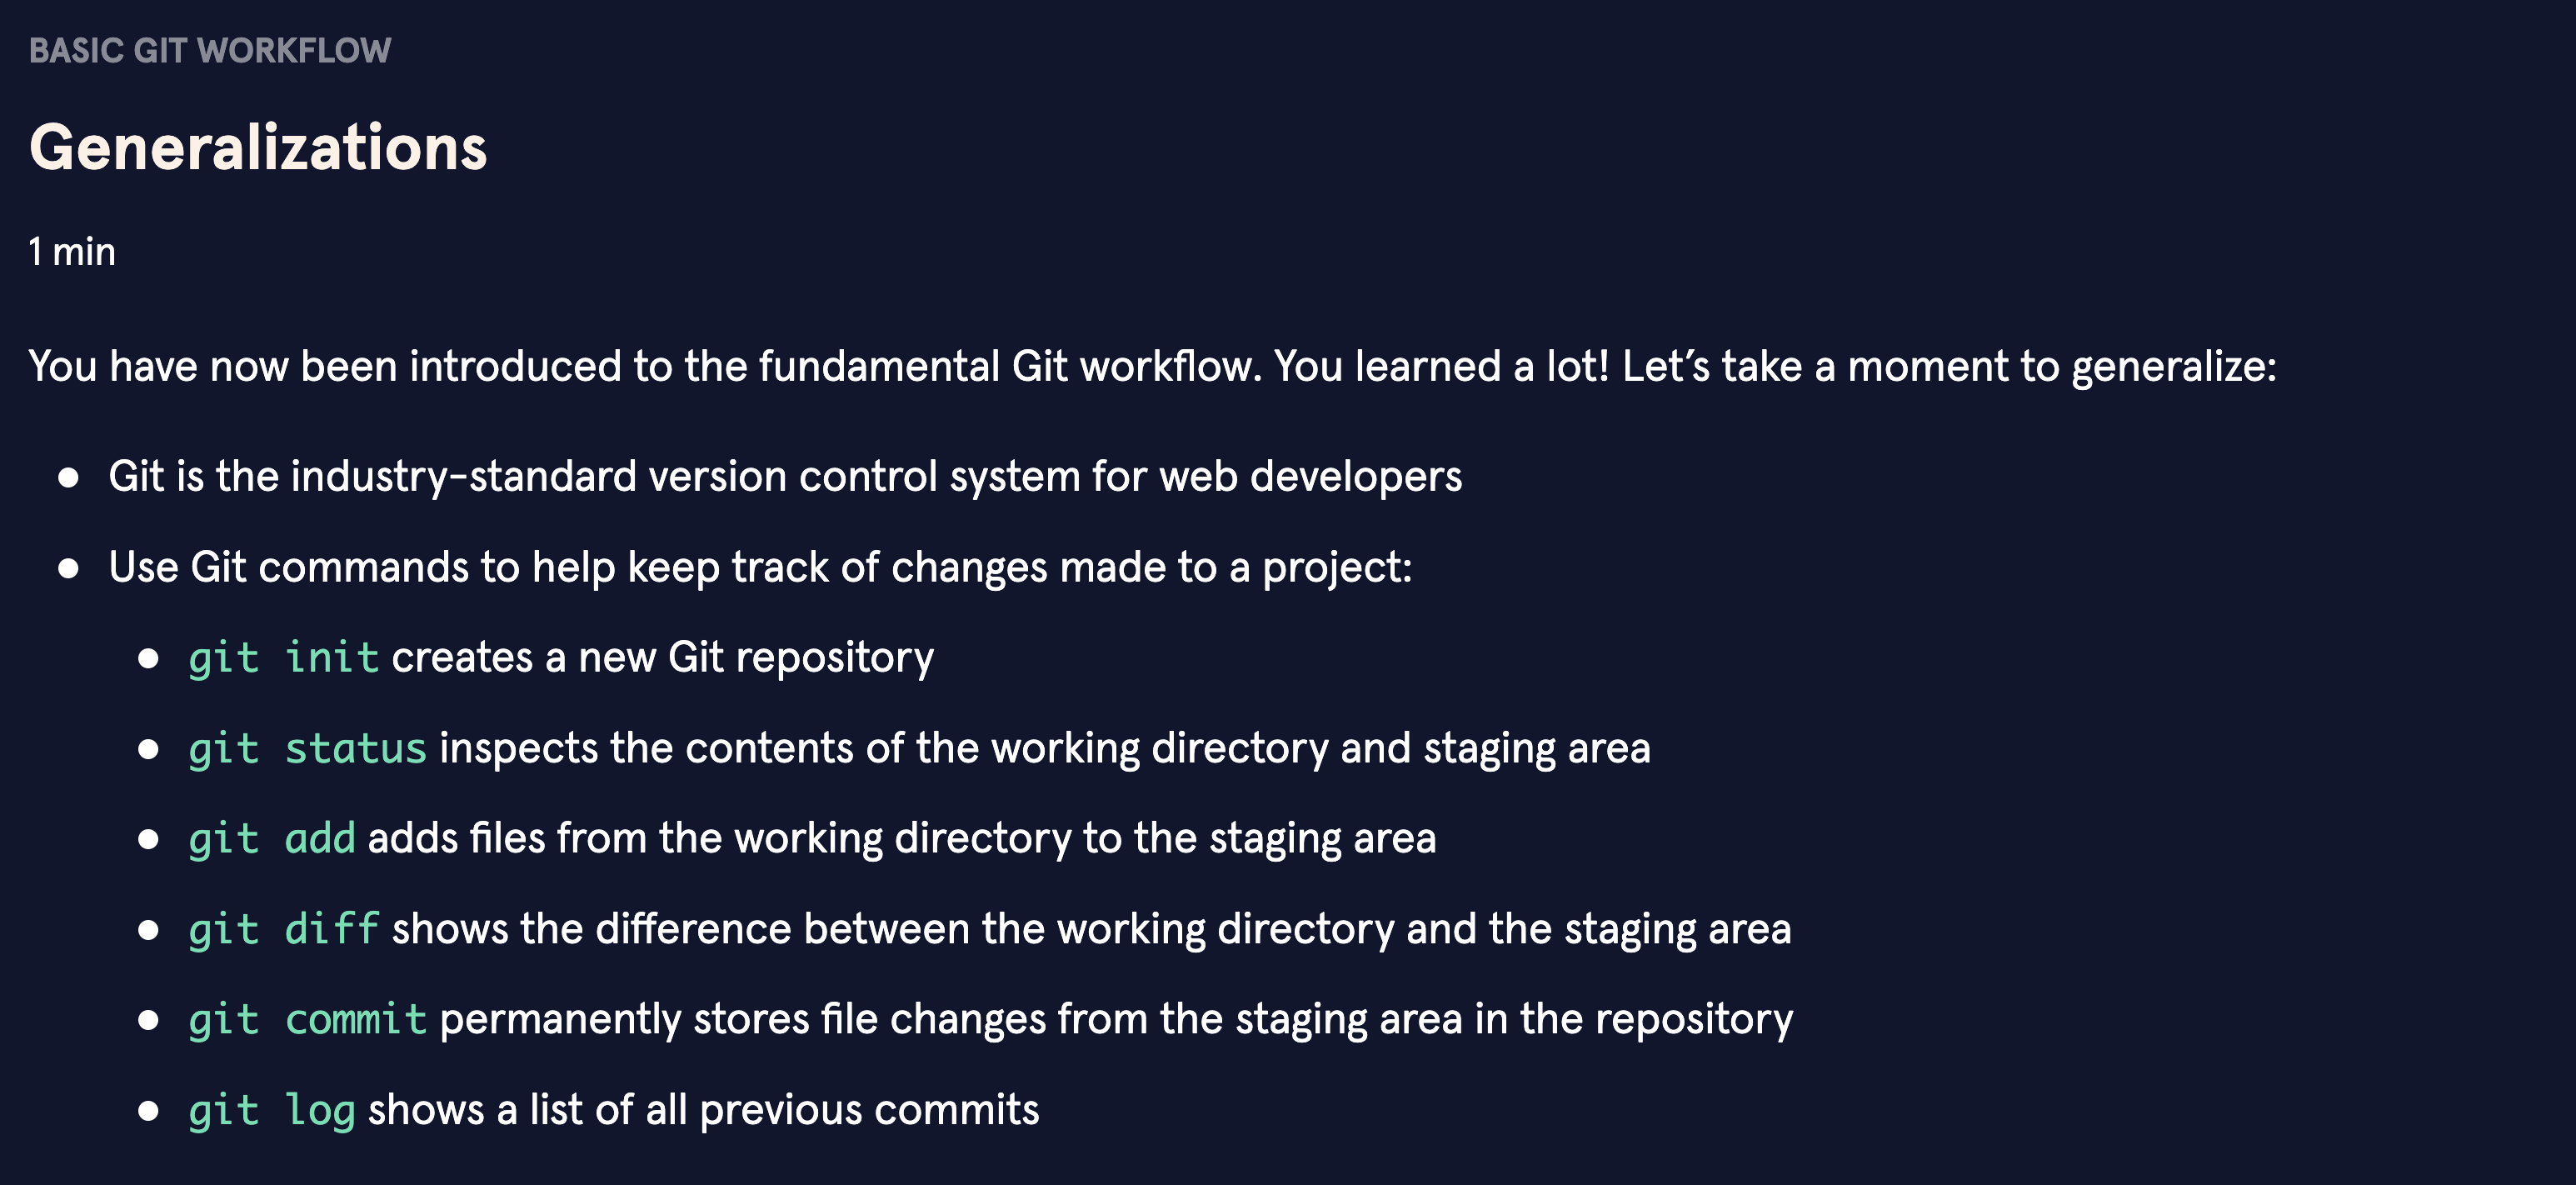 BASIC GIT WORKFLOW
Generalizations
1 min
You have now been introduced to the fundamental Git workflow. You learned a lot! Let’s take a moment to generalize:
● Git is the industry-standard version control system for web developers
● Use Git commands to help keep track of changes made to a project:
● git init creates a new Git repository
● git status inspects the contents of the working directory and staging area
● git add adds files from the working directory to the staging area
● git diff shows the difference between the working directory and the staging area
● git commit permanently stores file changes from the staging area in the repository
● git log shows a list of all previous commits